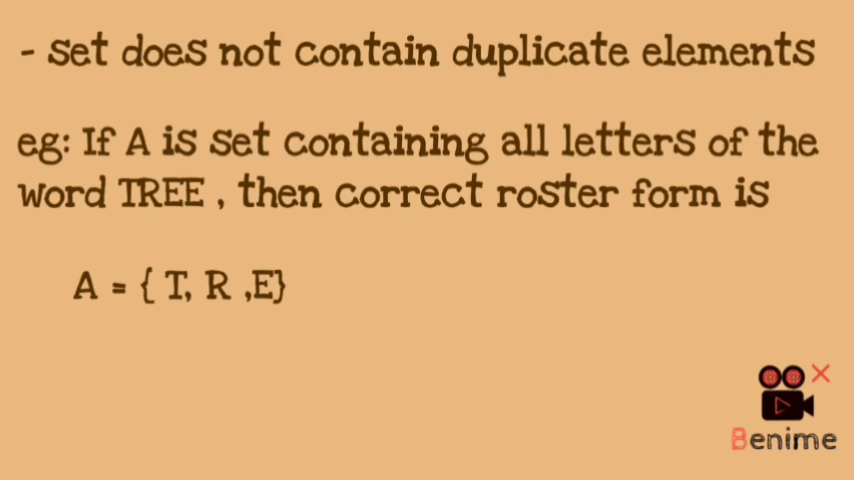 - set does not contain duplicate elements
eg: If A is set containing all letters of the
word TREE , then correct roster form is
A = { T, R ,E}
Benime